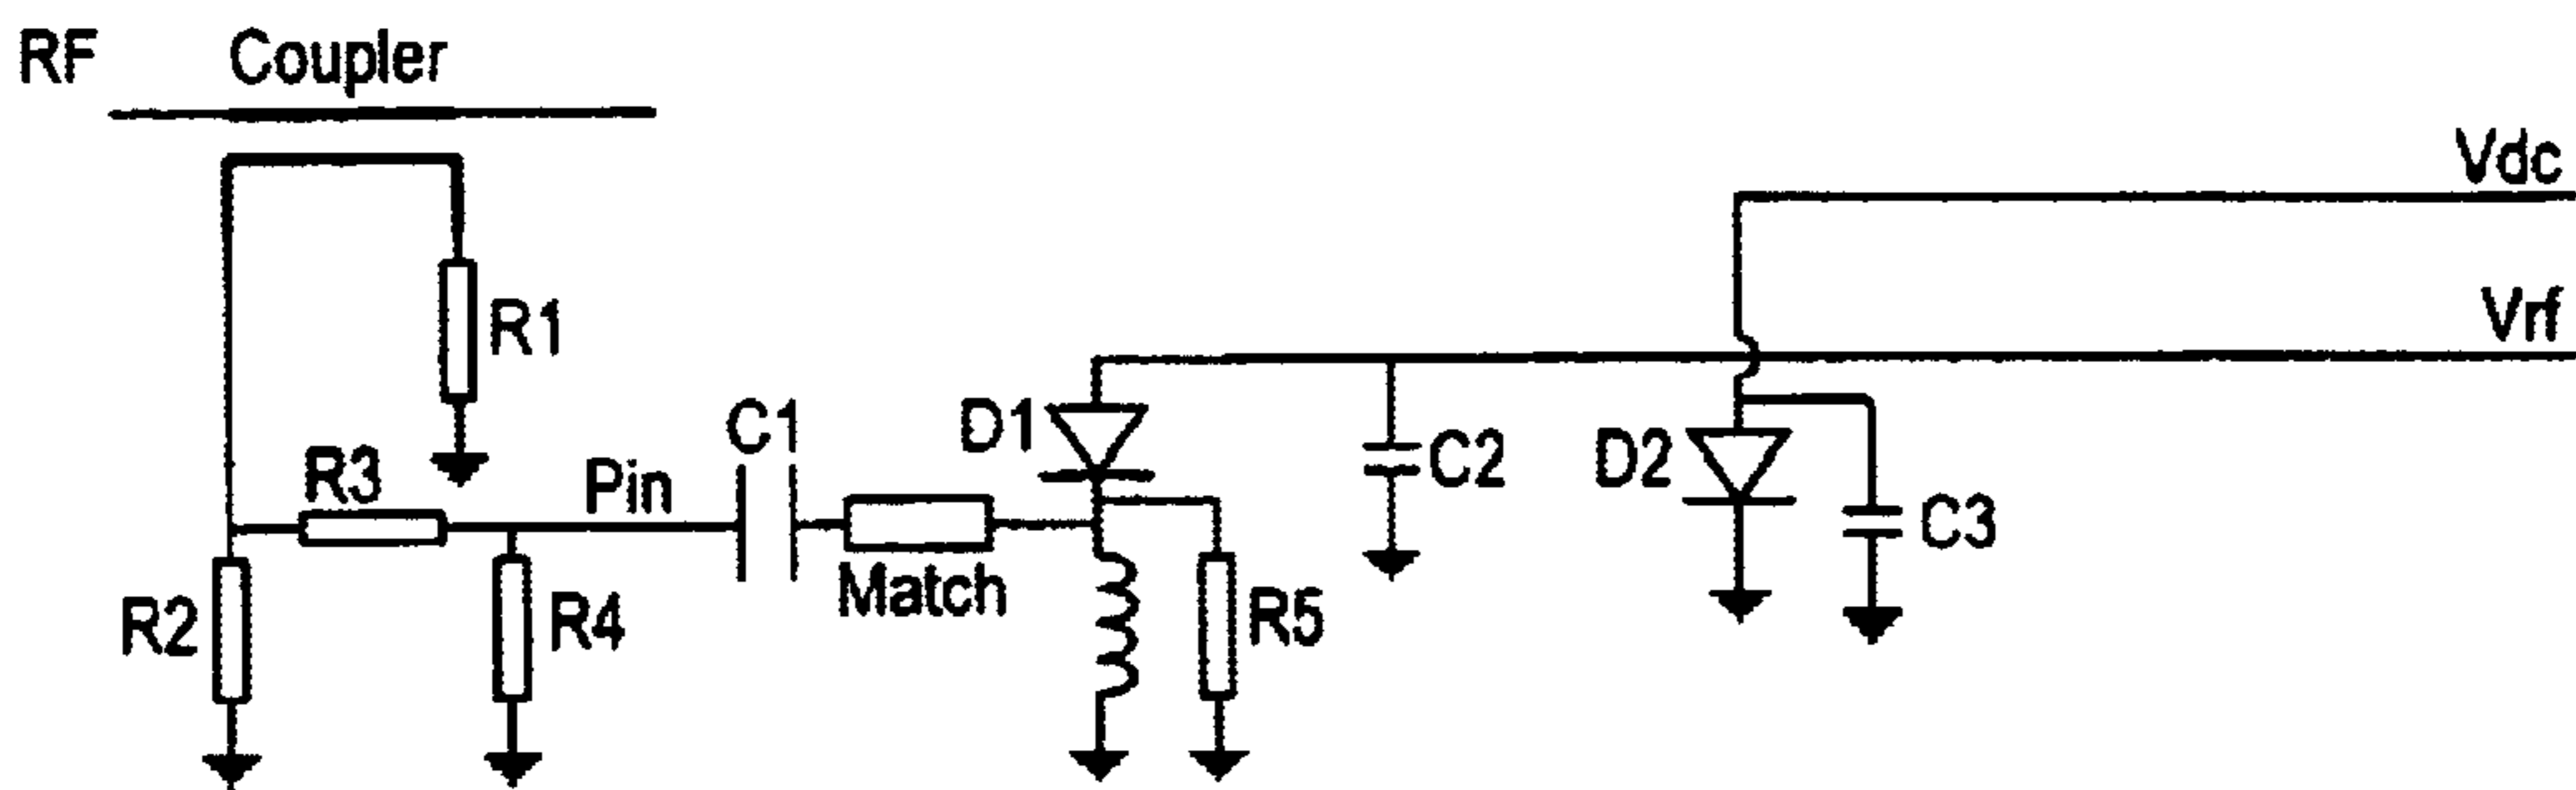 RF
Coupler
Vdc
Vrf
R1
C1
D1
C2
D2
R3
Pin
C3
Match
R2
R4
R5